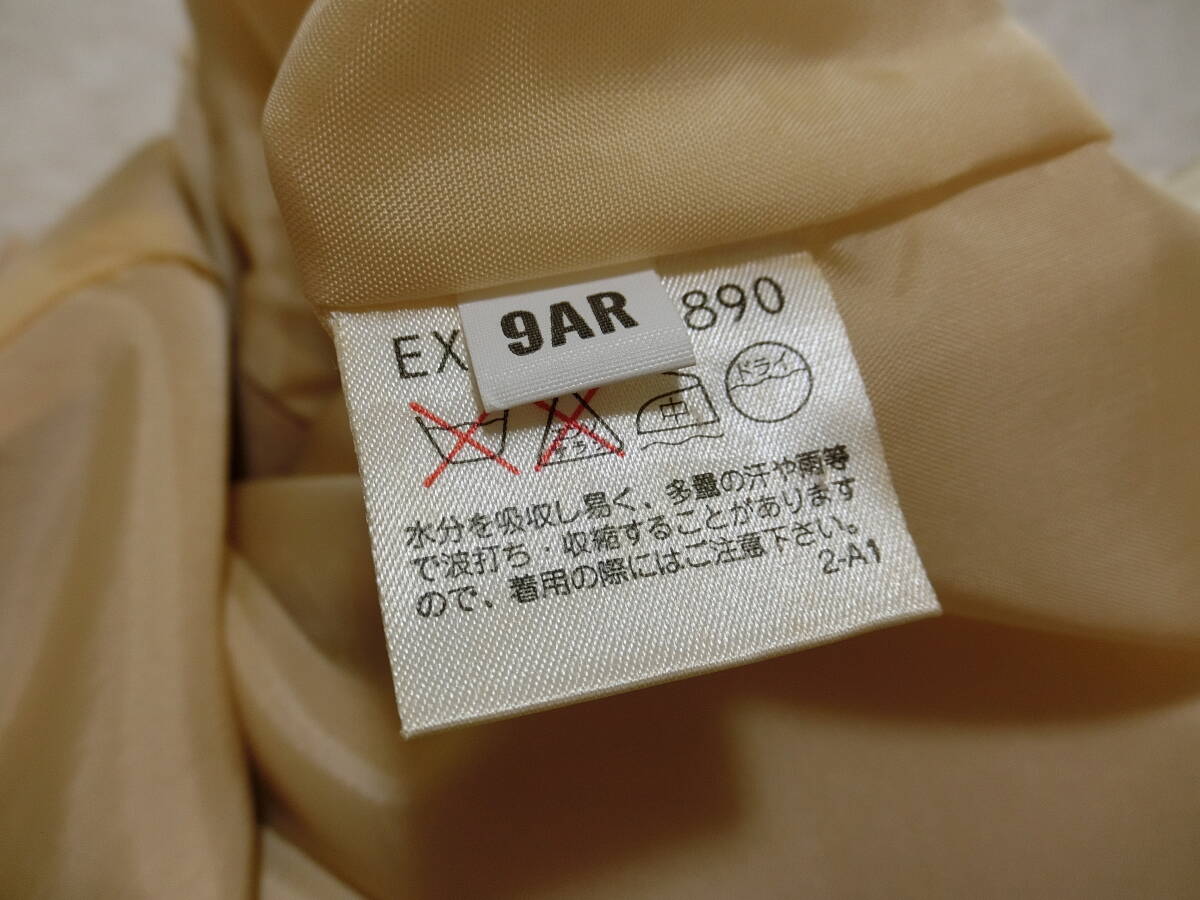 9AR
EX 890
中 ドライ
水分を吸収し易く、多量の汗や雨等
で波打ち・収縮することがあります
ので、着用の際にはご注意下さい。
2-A1